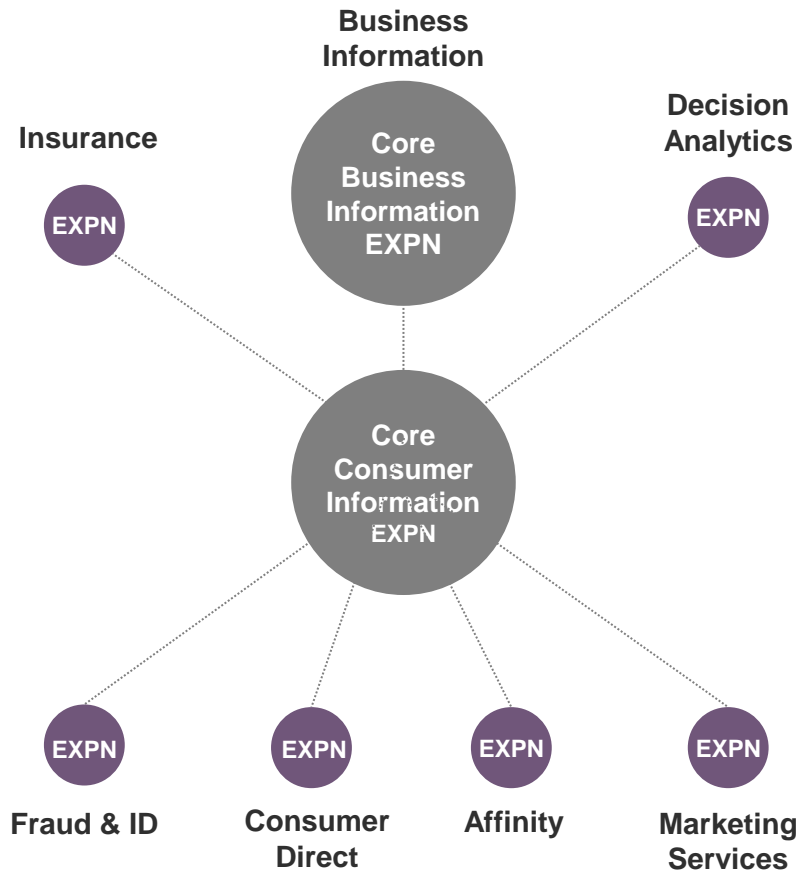 Business
Information
Insurance
Decision
Analytics
Core
Business
Information
EXPN
EXPN
EXPN
Core
Consumer
Information
EXPN
EXPN
EXPN
EXPN
EXPN
Fraud & ID
Consumer
Direct
Affinity
Marketing
Services